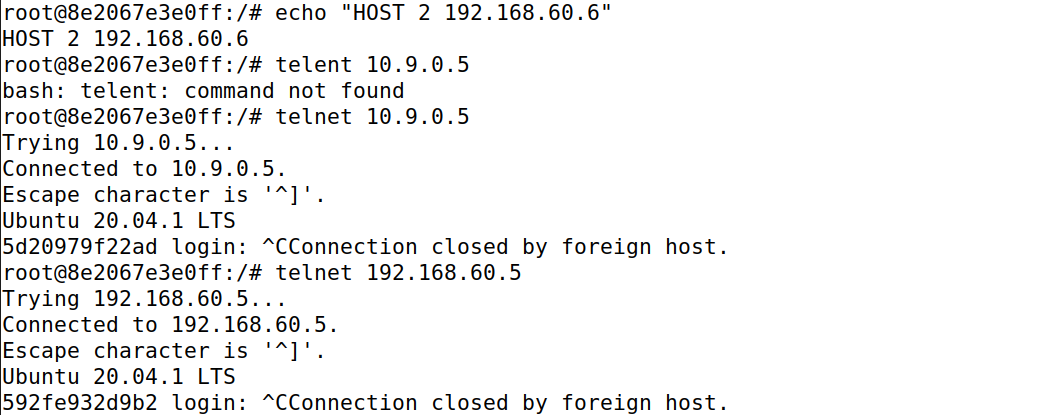 root@8e2067e3e0ff:/# echo "HOST 2 192.168.60.6"
HOST 2 192.168.60.6
root@8e2067e3e0ff:/# telent 10.9.0.5
bash: telent: command not found
root@8e2067e3e0ff:/# telnet 10.9.0.5
Trying 10.9.0.5...
Connected to 10.9.0.5.
Escape character is '^]'.
Ubuntu 20.04.1 LTS
5d20979f22ad login: ^CConnection closed by foreign host.
root@8e2067e3e0ff:/# telnet 192.168.60.5
Trying 192.168.60.5...
Connected to 192.168.60.5.
Escape character is '^]'.
Ubuntu 20.04.1 LTS
592fe932d9b2 login: ^CConnection closed by foreign host.